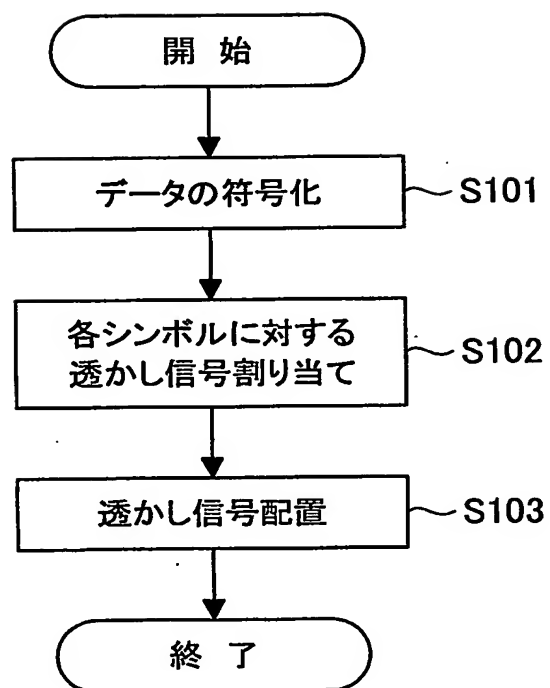 開 始
データの符号化
S101
各シンボルに対する
透かし信号割り当て
S102
透かし信号配置
S103
終 了